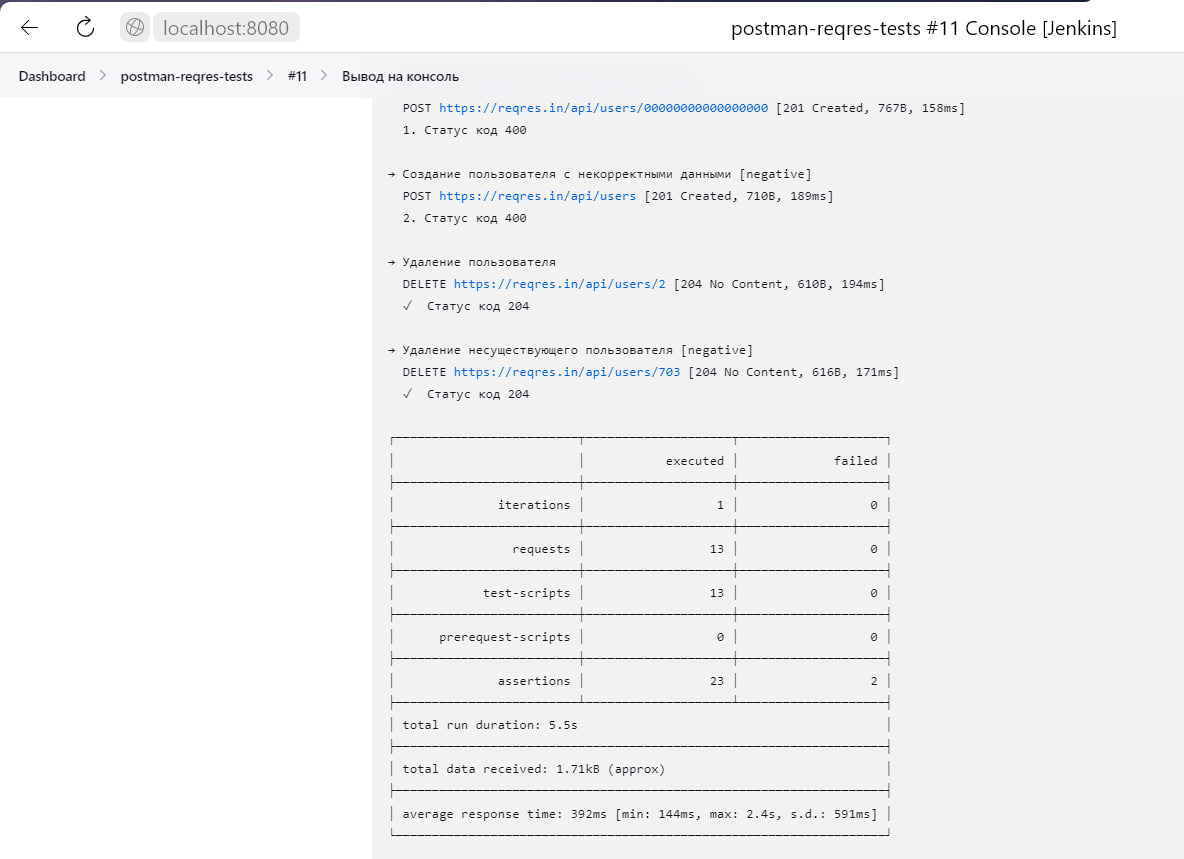 localhost:8080
postman-reqres-tests #11 Console [Jenkins]
Dashboard > postman-reqres-tests > #11 > Вывод на консоль
POST https://reqres.in/api/users/00000000000000000 [201 Created, 767B, 158ms]
1. Статус код 400
→ Создание пользователя с некорректными данными [negative]
POST https://reqres.in/api/users [201 Created, 710B, 189ms]
2. Статус код 400
→ Удаление пользователя
DELETE https://reqres.in/api/users/2 [204 No Content, 610B, 194ms]
✓ Статус код 204
→ Удаление несуществующего пользователя [negative]
DELETE https://reqres.in/api/users/703 [204 No Content, 616B, 171ms]
✓ Статус код 204
executed failed
iterations 1 0
requests 13 0
test-scripts 13 0
prerequest-scripts 0 0
assertions 23 2
total run duration: 5.5s
total data received: 1.71kB (approx)
average response time: 392ms [min: 144ms, max: 2.4s, s.d.: 591ms]